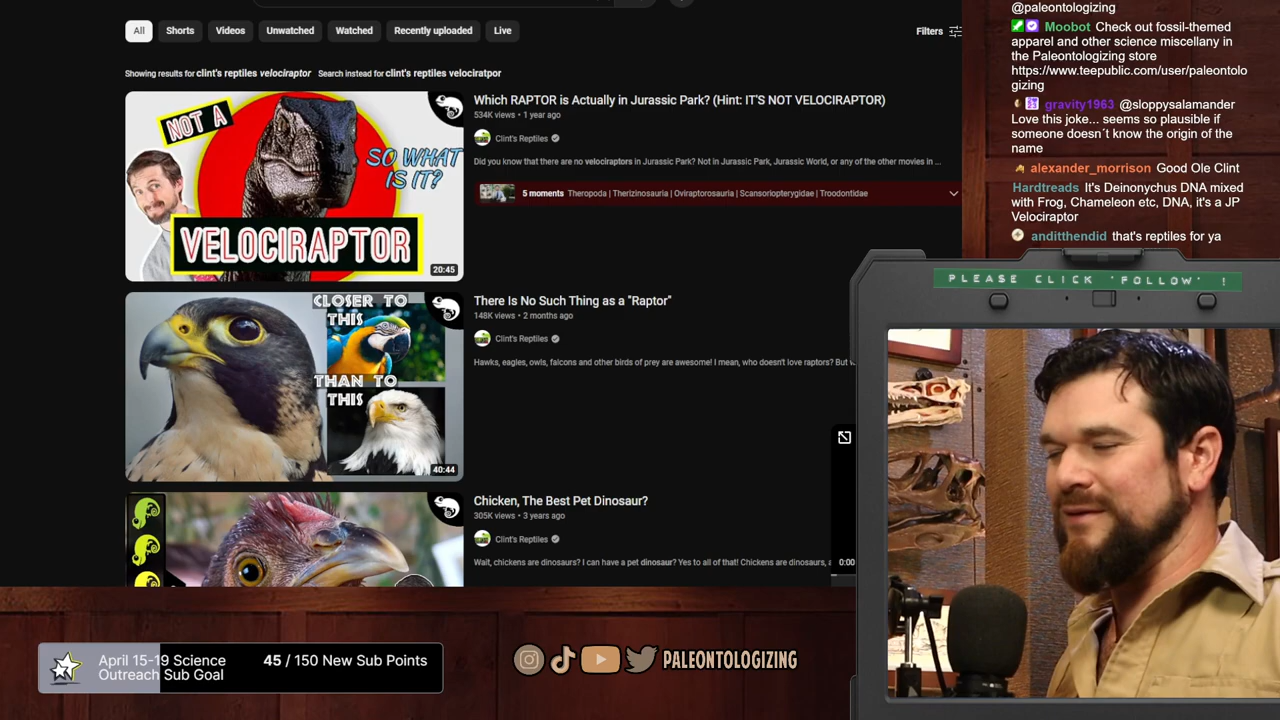 All
Shorts
Videos
Unwatched
Watched
Recently uploaded
Live
Filters
Showing results for clint's reptiles velociraptor Search instead for clint's reptiles velociratpor
NOT A
SO WHAT
IS IT?
VELOCIRAPTOR
20:45
Which RAPTOR is Actually in Jurassic Park? (Hint: IT'S NOT VELOCIRAPTOR)
534K views • 1 year ago
Clint's Reptiles
Did you know that there are no velociraptors in Jurassic Park? Not in Jurassic Park, Jurassic World, or any of the other movies in ...
5 moments Theropoda | Therizinosauria | Oviraptorosauria | Scansoriopterygidae | Troodontidae
CLOSER TO
THIS
THAN TO
THIS
40:44
There Is No Such Thing as a "Raptor"
148K views • 2 months ago
Clint's Reptiles
Hawks, eagles, owls, falcons and other birds of prey are awesome! I mean, who doesn't love raptors? But
Chicken, The Best Pet Dinosaur?
305K views • 3 years ago
Clint's Reptiles
Wait, chickens are dinosaurs? I can have a pet dinosaur? Yes to all of that! Chickens are dinosaurs,
0:00
@paleontologizing
Moobot Check out fossil-themed
apparel and other science miscellany in
the Paleontologizing store
https://www.teepublic.com/user/paleontolo
gizing
gravity1963 @sloppysalamander
Love this joke... seems so plausible if
someone doesn´t know the origin of the
name
alexander_morrison Good Ole Clint
Hardtreads It's Deinonychus DNA mixed
with Frog, Chameleon etc, DNA, it's a JP
Velociraptor
anditthendid that's reptiles for ya
PLEASE CLICK 'FOLLOW' !
April 15-19 Science
Outreach Sub Goal
45 / 150 New Sub Points
PALEONTOLOGIZING